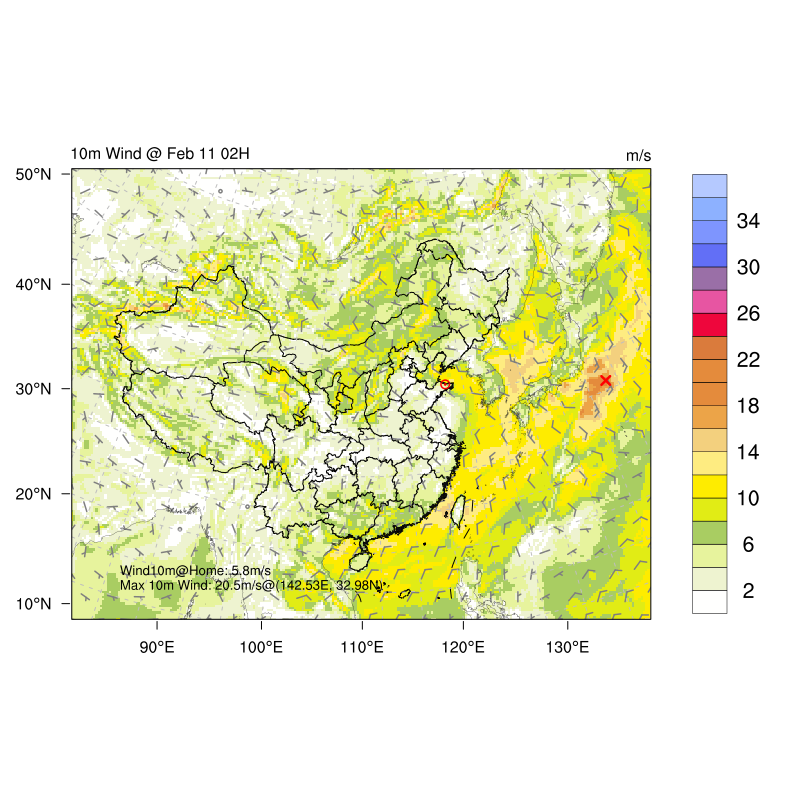 10m Wind @ Feb 11 02H
m/s
50°N
40°N
30°N
20°N
10°N
90°E
100°E
110°E
120°E
130°E
34
30
26
22
18
14
10
6
2
Wind10m@Home: 5.8m/s
Max 10m Wind: 20.5m/s@(142.53E, 32.98N)